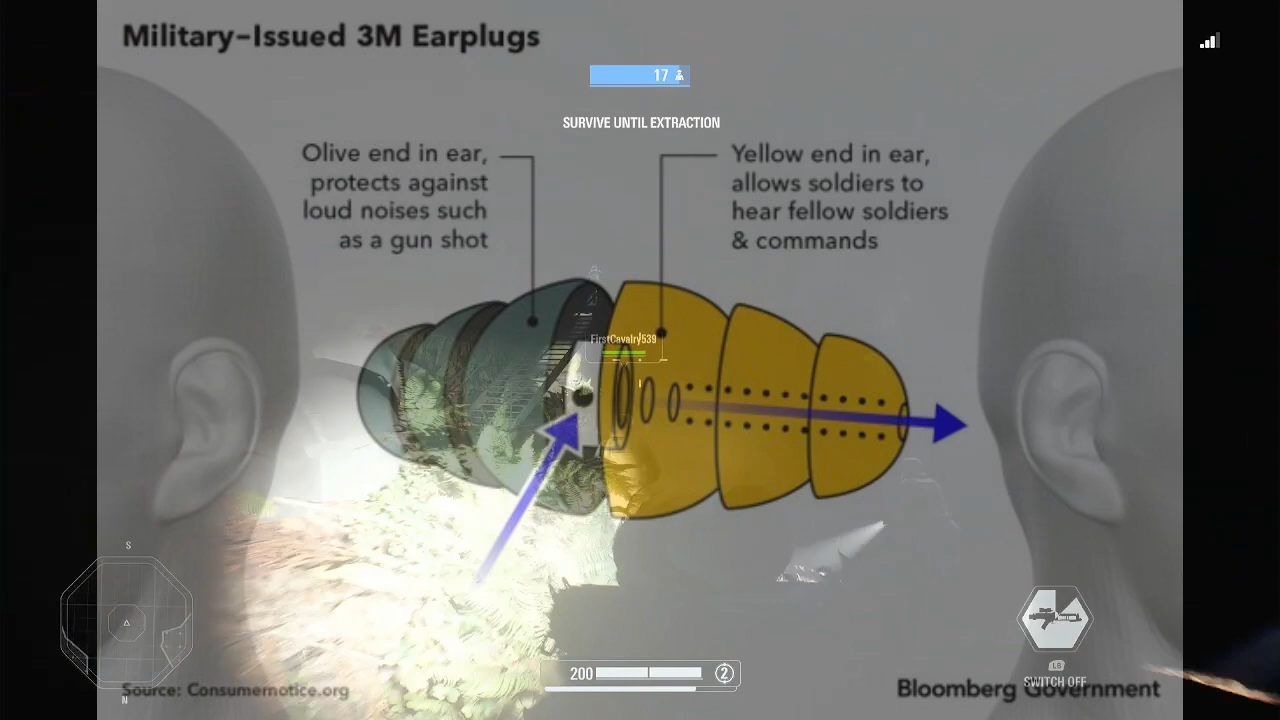 Military-Issued 3M Earplugs
17
SURVIVE UNTIL EXTRACTION
Olive end in ear,
protects against
loud noises such
as a gun shot
Yellow end in ear,
allows soldiers to
hear fellow soldiers
& commands
FirstCavalry539
S
N
200
2
LS
SWITCH OFF
Source: Consumernotice.org
Bloomberg Government